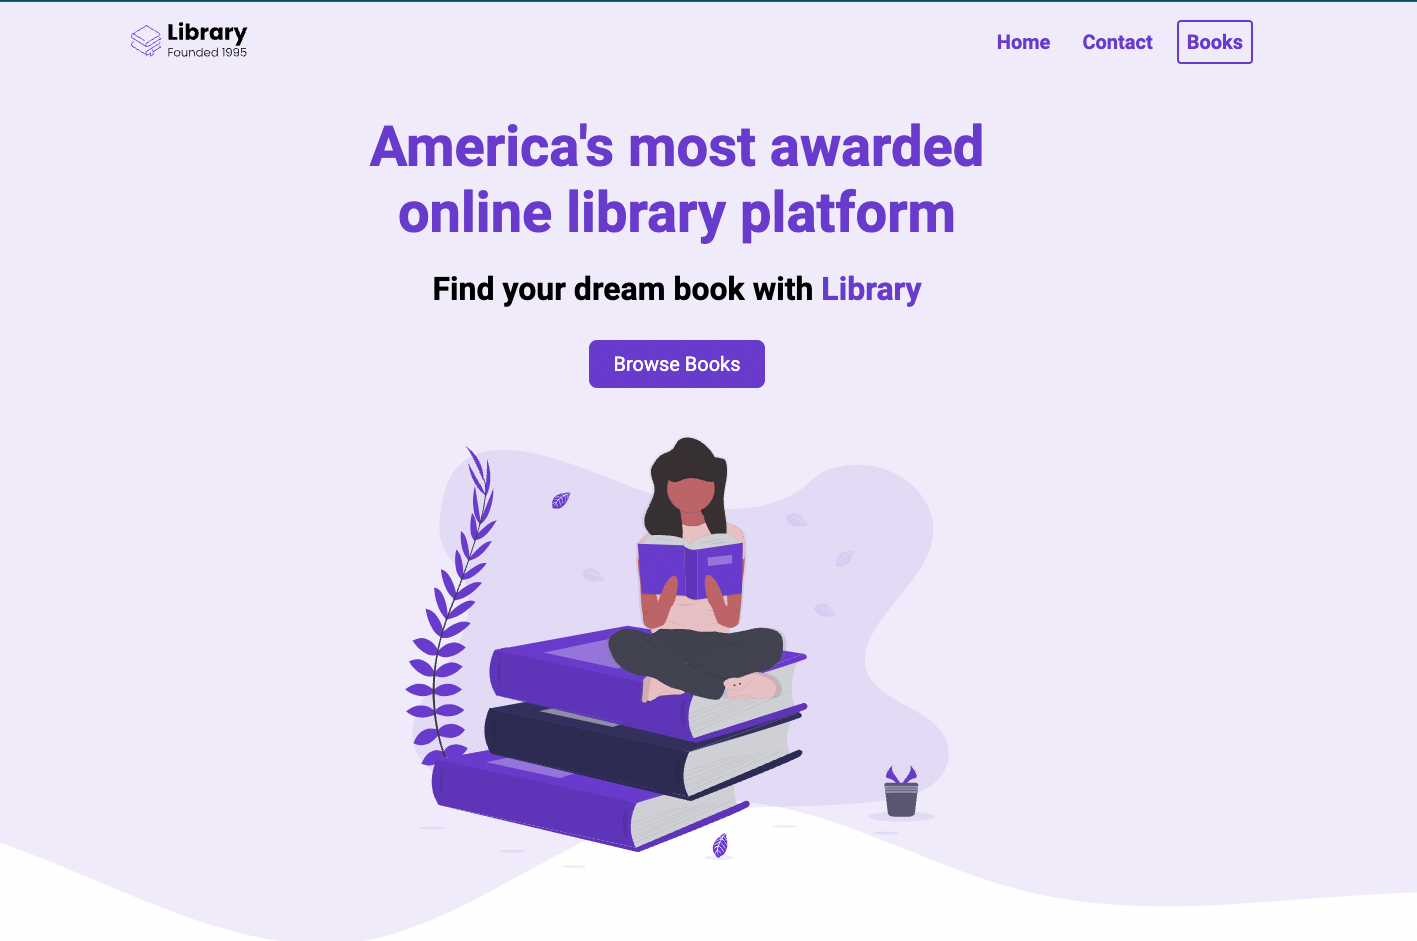 Library
Founded 1995
Home
Contact
Books
America's most awarded
online library platform
Find your dream book with Library
Browse Books